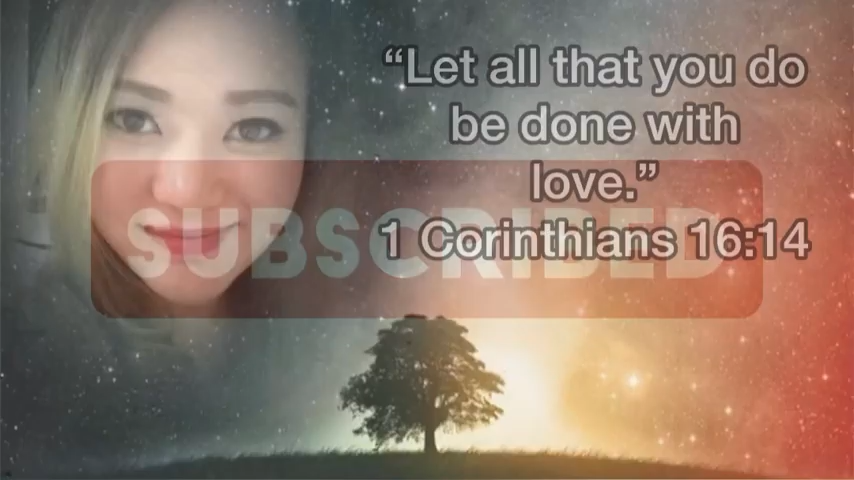 “Let all that you do
be done with
love.”
SUBSCRIBED
1 Corinthians 16:14